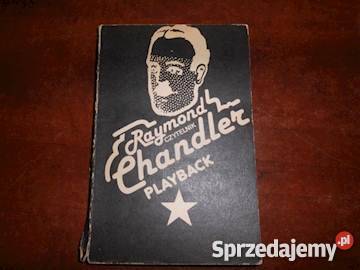 Raymond
CZYTELNIK
Chandler
PLAYBACK
Sprzedajemy.pl